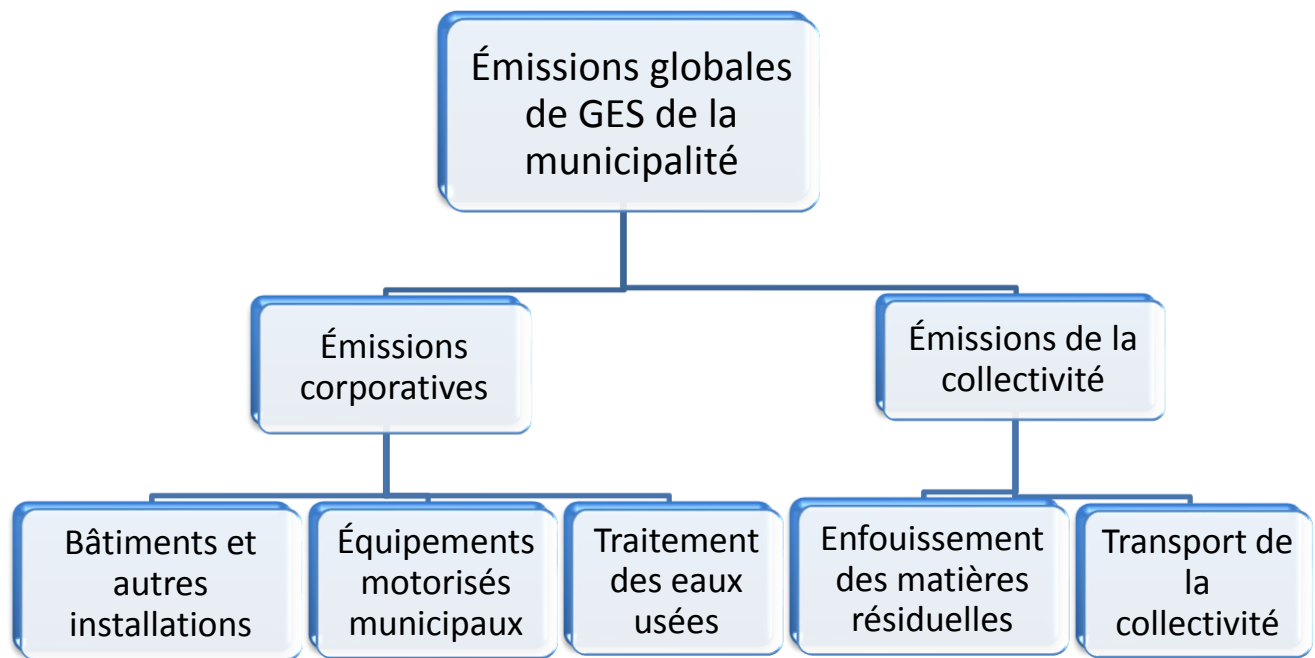 Émissions globales
de GES de la
municipalité
Émissions
corporatives
Émissions de la
collectivité
Bâtiments et
autres
installations
Équipements
motorisés
municipaux
Traitement
des eaux
usées
Enfouissement
des matières
résiduelles
Transport de
la
collectivité